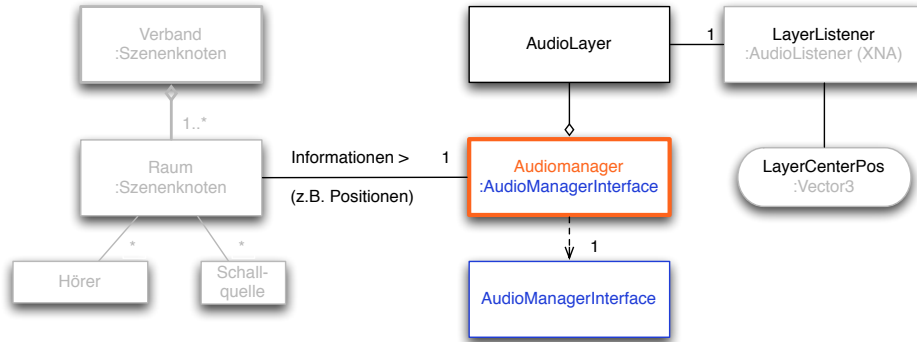 Verband
:Szenenknoten
1..*
Raum
:Szenenknoten
*
*
Hörer
Schall-
quelle
Informationen >
1
(z.B. Positionen)
AudioLayer
1
LayerListener
:AudioListener (XNA)
Audiomanager
:AudioManagerInterface
LayerCenterPos
:Vector3
1
AudioManagerInterface